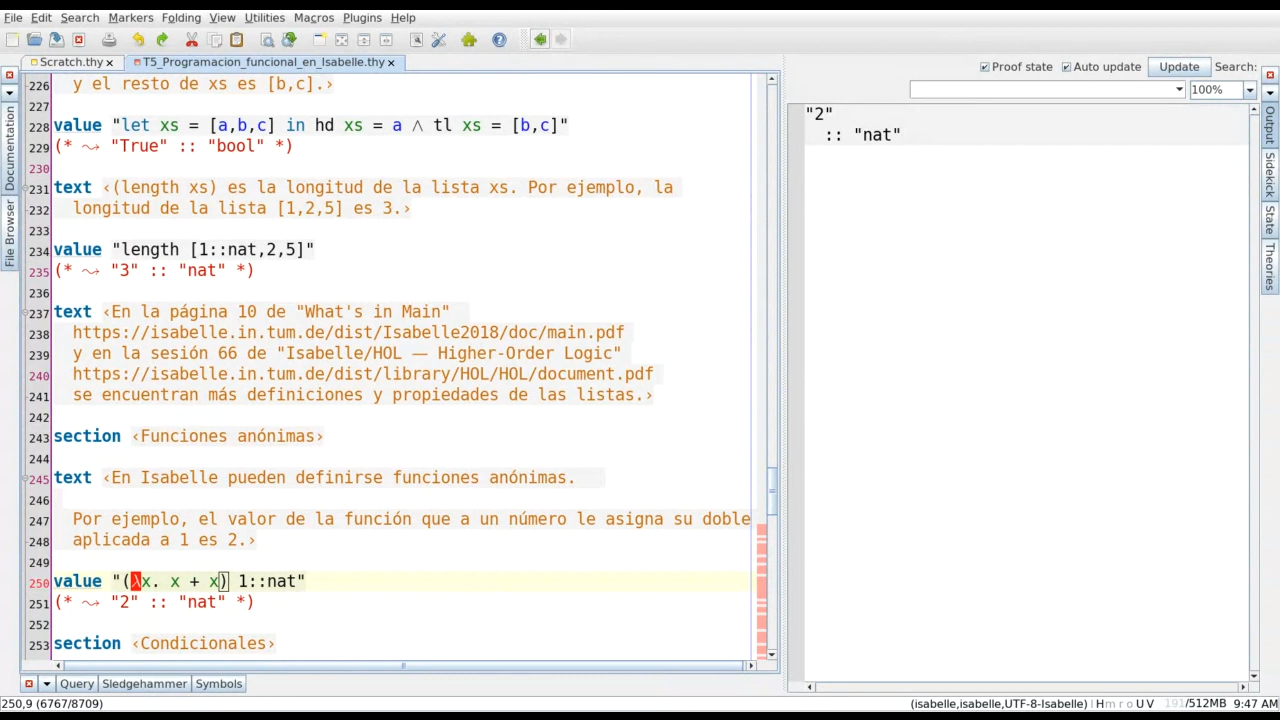 File Edit Search Markers Folding View Utilities Macros Plugins Help
Scratch.thy T5_Programacion_funcional_en_Isabelle.thy
Proof state Auto update Update Search:
100%
Documentation
File Browser
226 y el resto de xs es [b,c].›
227
228 value "let xs = [a,b,c] in hd xs = a ∧ tl xs = [b,c]"
229 (* ⤳ "True" :: "bool" *)
230
231 text ‹(length xs) es la longitud de la lista xs. Por ejemplo, la
232 longitud de la lista [1,2,5] es 3.›
233
234 value "length [1::nat,2,5]"
235 (* ⤳ "3" :: "nat" *)
236
237 text ‹En la página 10 de "What's in Main"
238 https://isabelle.in.tum.de/dist/Isabelle2018/doc/main.pdf
239 y en la sesión 66 de "Isabelle/HOL — Higher-Order Logic"
240 https://isabelle.in.tum.de/dist/library/HOL/HOL/document.pdf
241 se encuentran más definiciones y propiedades de las listas.›
242
243 section ‹Funciones anónimas›
244
245 text ‹En Isabelle pueden definirse funciones anónimas.
246
247 Por ejemplo, el valor de la función que a un número le asigna su doble
248 aplicada a 1 es 2.›
249
250 value "(λx. x + x) 1::nat"
251 (* ⤳ "2" :: "nat" *)
252
253 section ‹Condicionales›
"2"
:: "nat"
Output
Sidekick
State
Theories
Query Sledgehammer Symbols
250,9 (6767/8709) (isabelle,isabelle,UTF-8-Isabelle) H m r o U V 191/512MB 9:47 AM